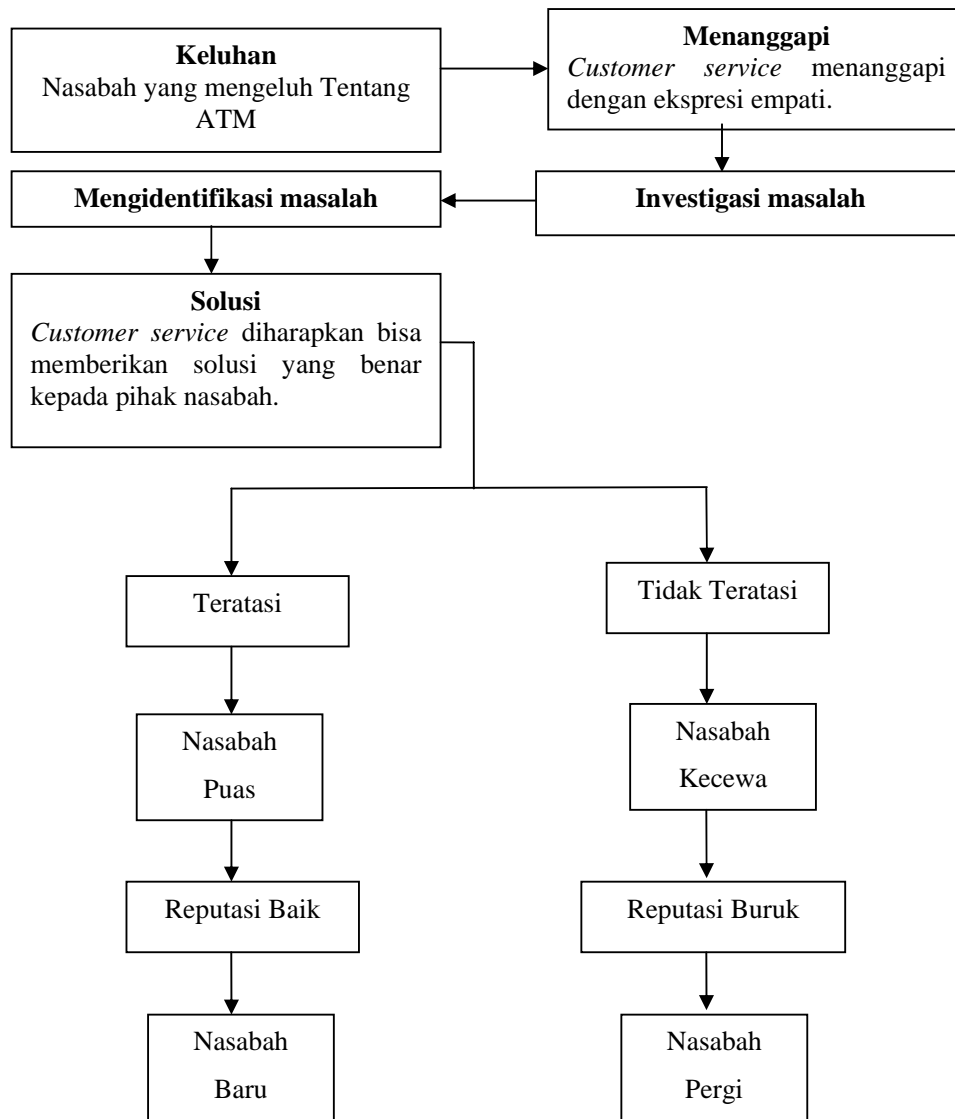 Keluhan
Nasabah yang mengeluh Tentang
ATM
Menanggapi
Customer service menanggapi
dengan ekspresi empati.
Investigasi masalah
Mengidentifikasi masalah
Solusi
Customer service diharapkan bisa
memberikan solusi yang benar
kepada pihak nasabah.
Teratasi
Nasabah
Puas
Reputasi Baik
Nasabah
Baru
Tidak Teratasi
Nasabah
Kecewa
Reputasi Buruk
Nasabah
Pergi